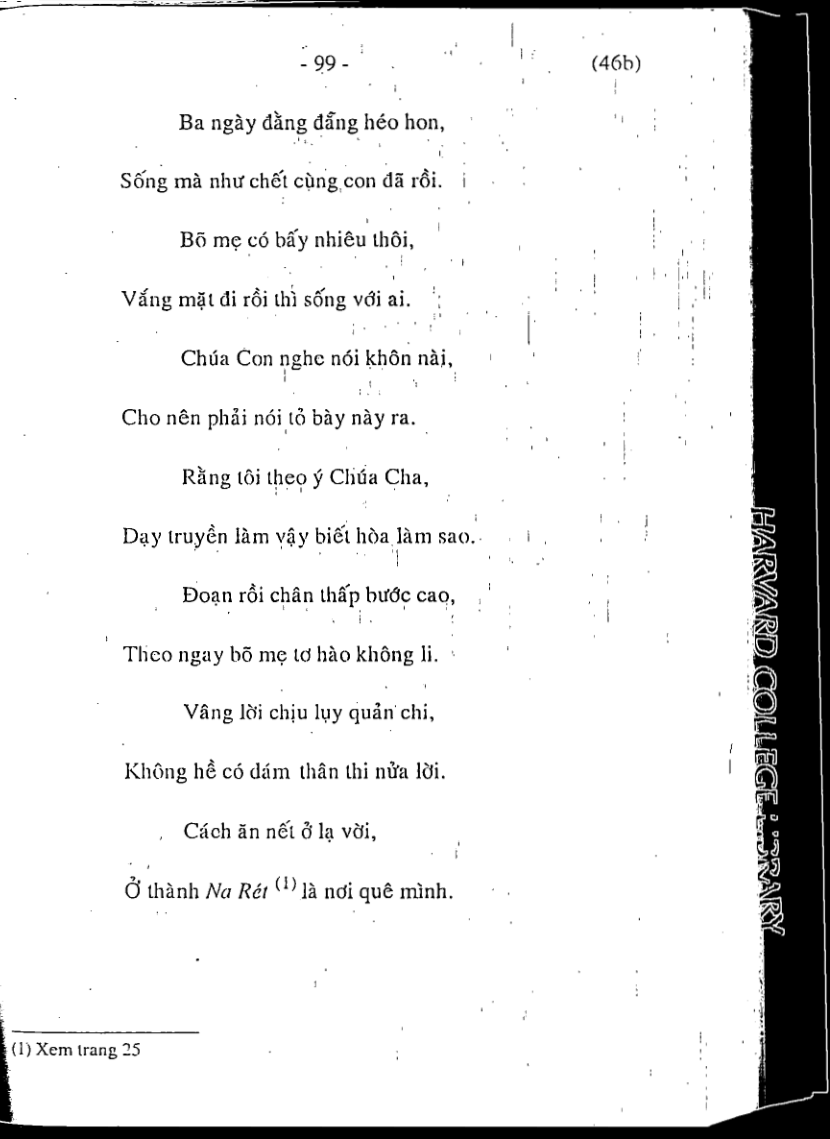 - 99 - (46b)
Ba ngày đằng đẵng héo hon,
Sống mà như chết cùng con đã rồi.
Bõ mẹ có bấy nhiêu thôi,
Vắng mặt đi rồi thì sống với ai.
Chúa Con nghe nói khôn nài,
Cho nên phải nói tỏ bày này ra.
Rằng tôi theo ý Chúa Cha,
Dạy truyền làm vậy biết hòa làm sao.
Đoạn rồi chân thấp bước cao,
Theo ngay bõ mẹ tơ hào không li.
Vâng lời chịu lụy quản chi,
Không hề có dám thân thi nửa lời.
Cách ăn nết ở lạ vời,
Ở thành Na Rét (1) là nơi quê mình.
(1) Xem trang 25
HARVARD COLLEGE LIBRARY